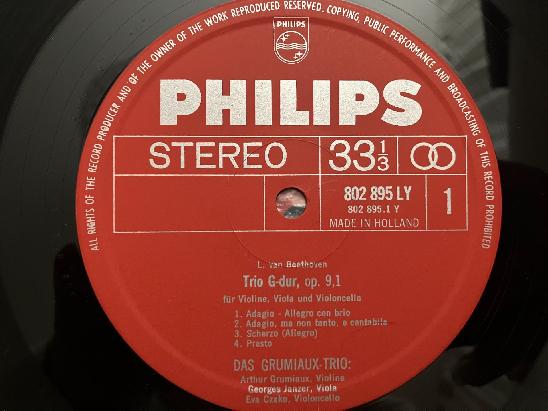 ALL RIGHTS OF THE RECORD PRODUCER AND OF THE OWNER OF THE WORK REPRODUCED RESERVED. COPYING, PUBLIC PERFORMANCE AND BROADCASTING OF THIS RECORD PROHIBITED
PHILIPS
PHILIPS
STEREO 33 1/3
802 895 LY
802 895.1 Y
MADE IN HOLLAND
1
L. van Beethoven
Trio G-dur, op. 9,1
für Violine, Viola und Violoncello
1. Adagio - Allegro con brio
2. Adagio, ma non tanto, e cantabile
3. Scherzo (Allegro)
4. Presto
DAS GRUMIAUX-TRIO:
Arthur Grumiaux, Violine
Georges Janzer, Viola
Eva Czako, Violoncello